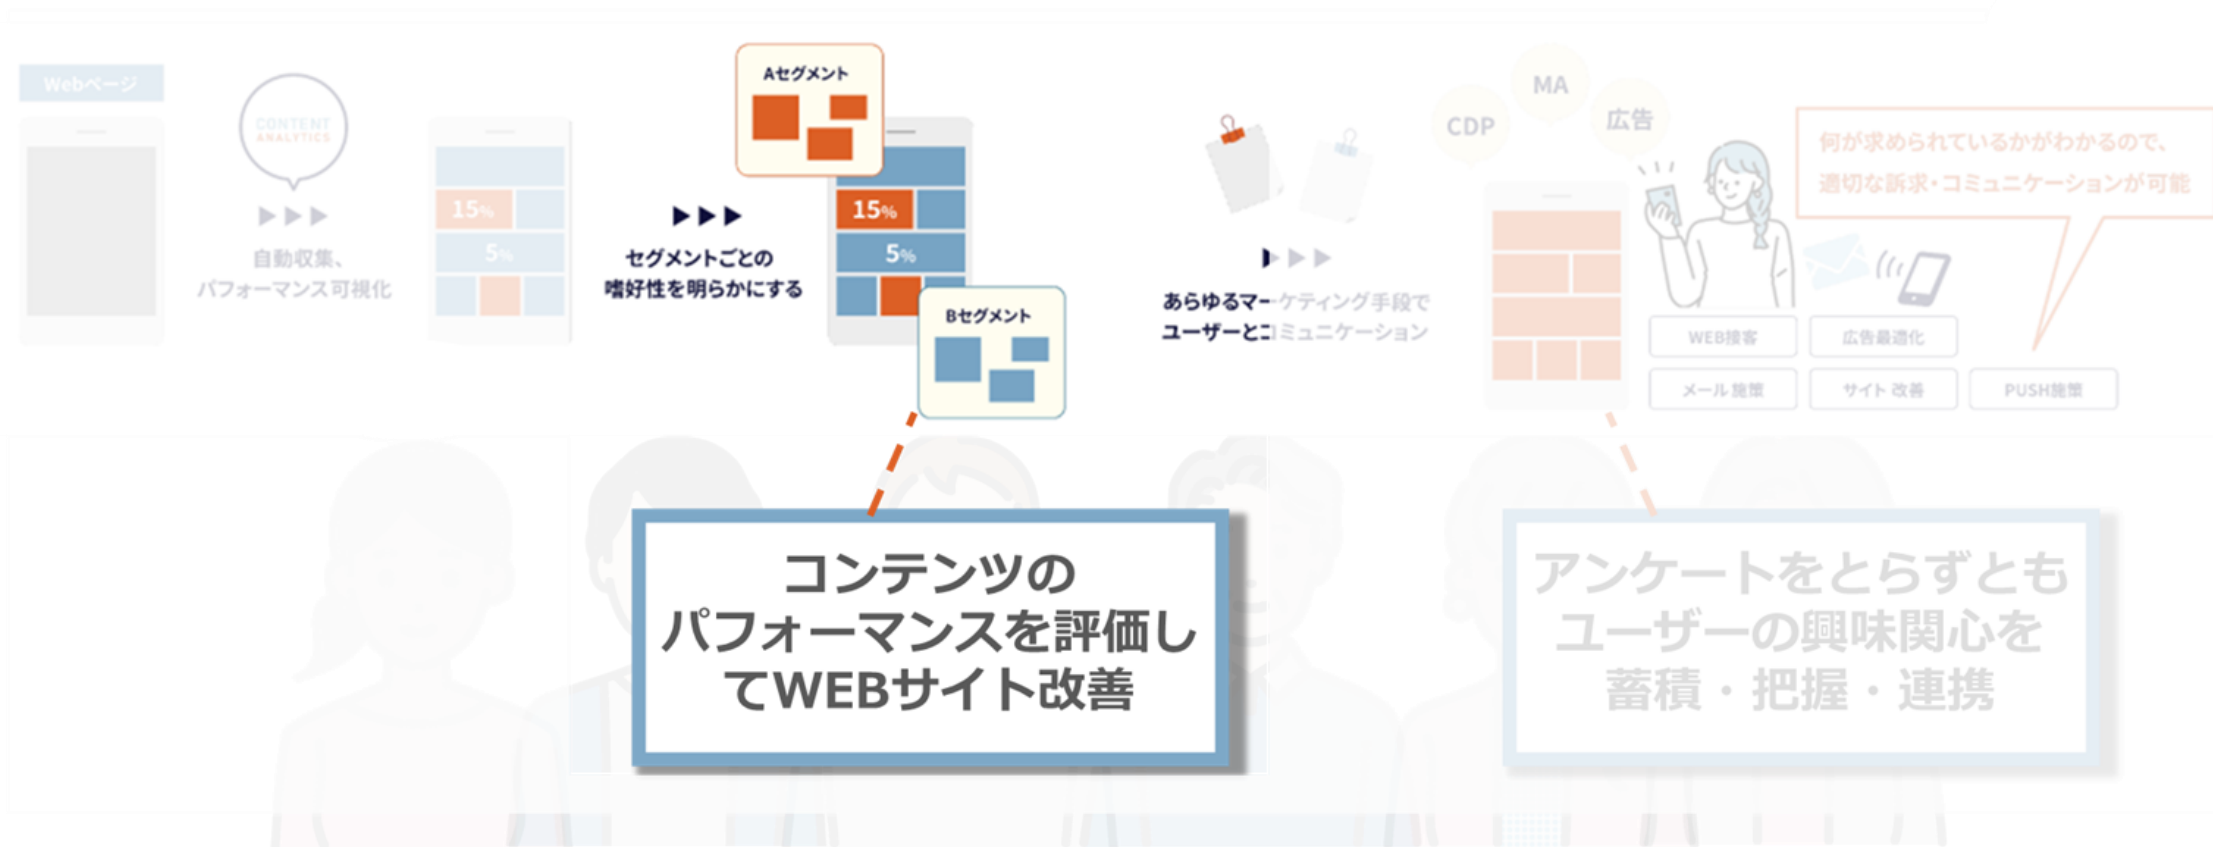 Webページ
CONTENT
ANALYTICS
自動収集、
パフォーマンス可視化
15%
5%
セグメントごとの
嗜好性を明らかにする
Aセグメント
15%
5%
Bセグメント
あらゆるマーケティング手段で
ユーザーとコミュニケーション
CDP
MA
広告
何が求められているかがわかるので、
適切な訴求・コミュニケーションが可能
WEB接客
広告最適化
メール施策
サイト改善
PUSH施策
コンテンツの
パフォーマンスを評価し
てWEBサイト改善
アンケートをとらずとも
ユーザーの興味関心を
蓄積・把握・連携